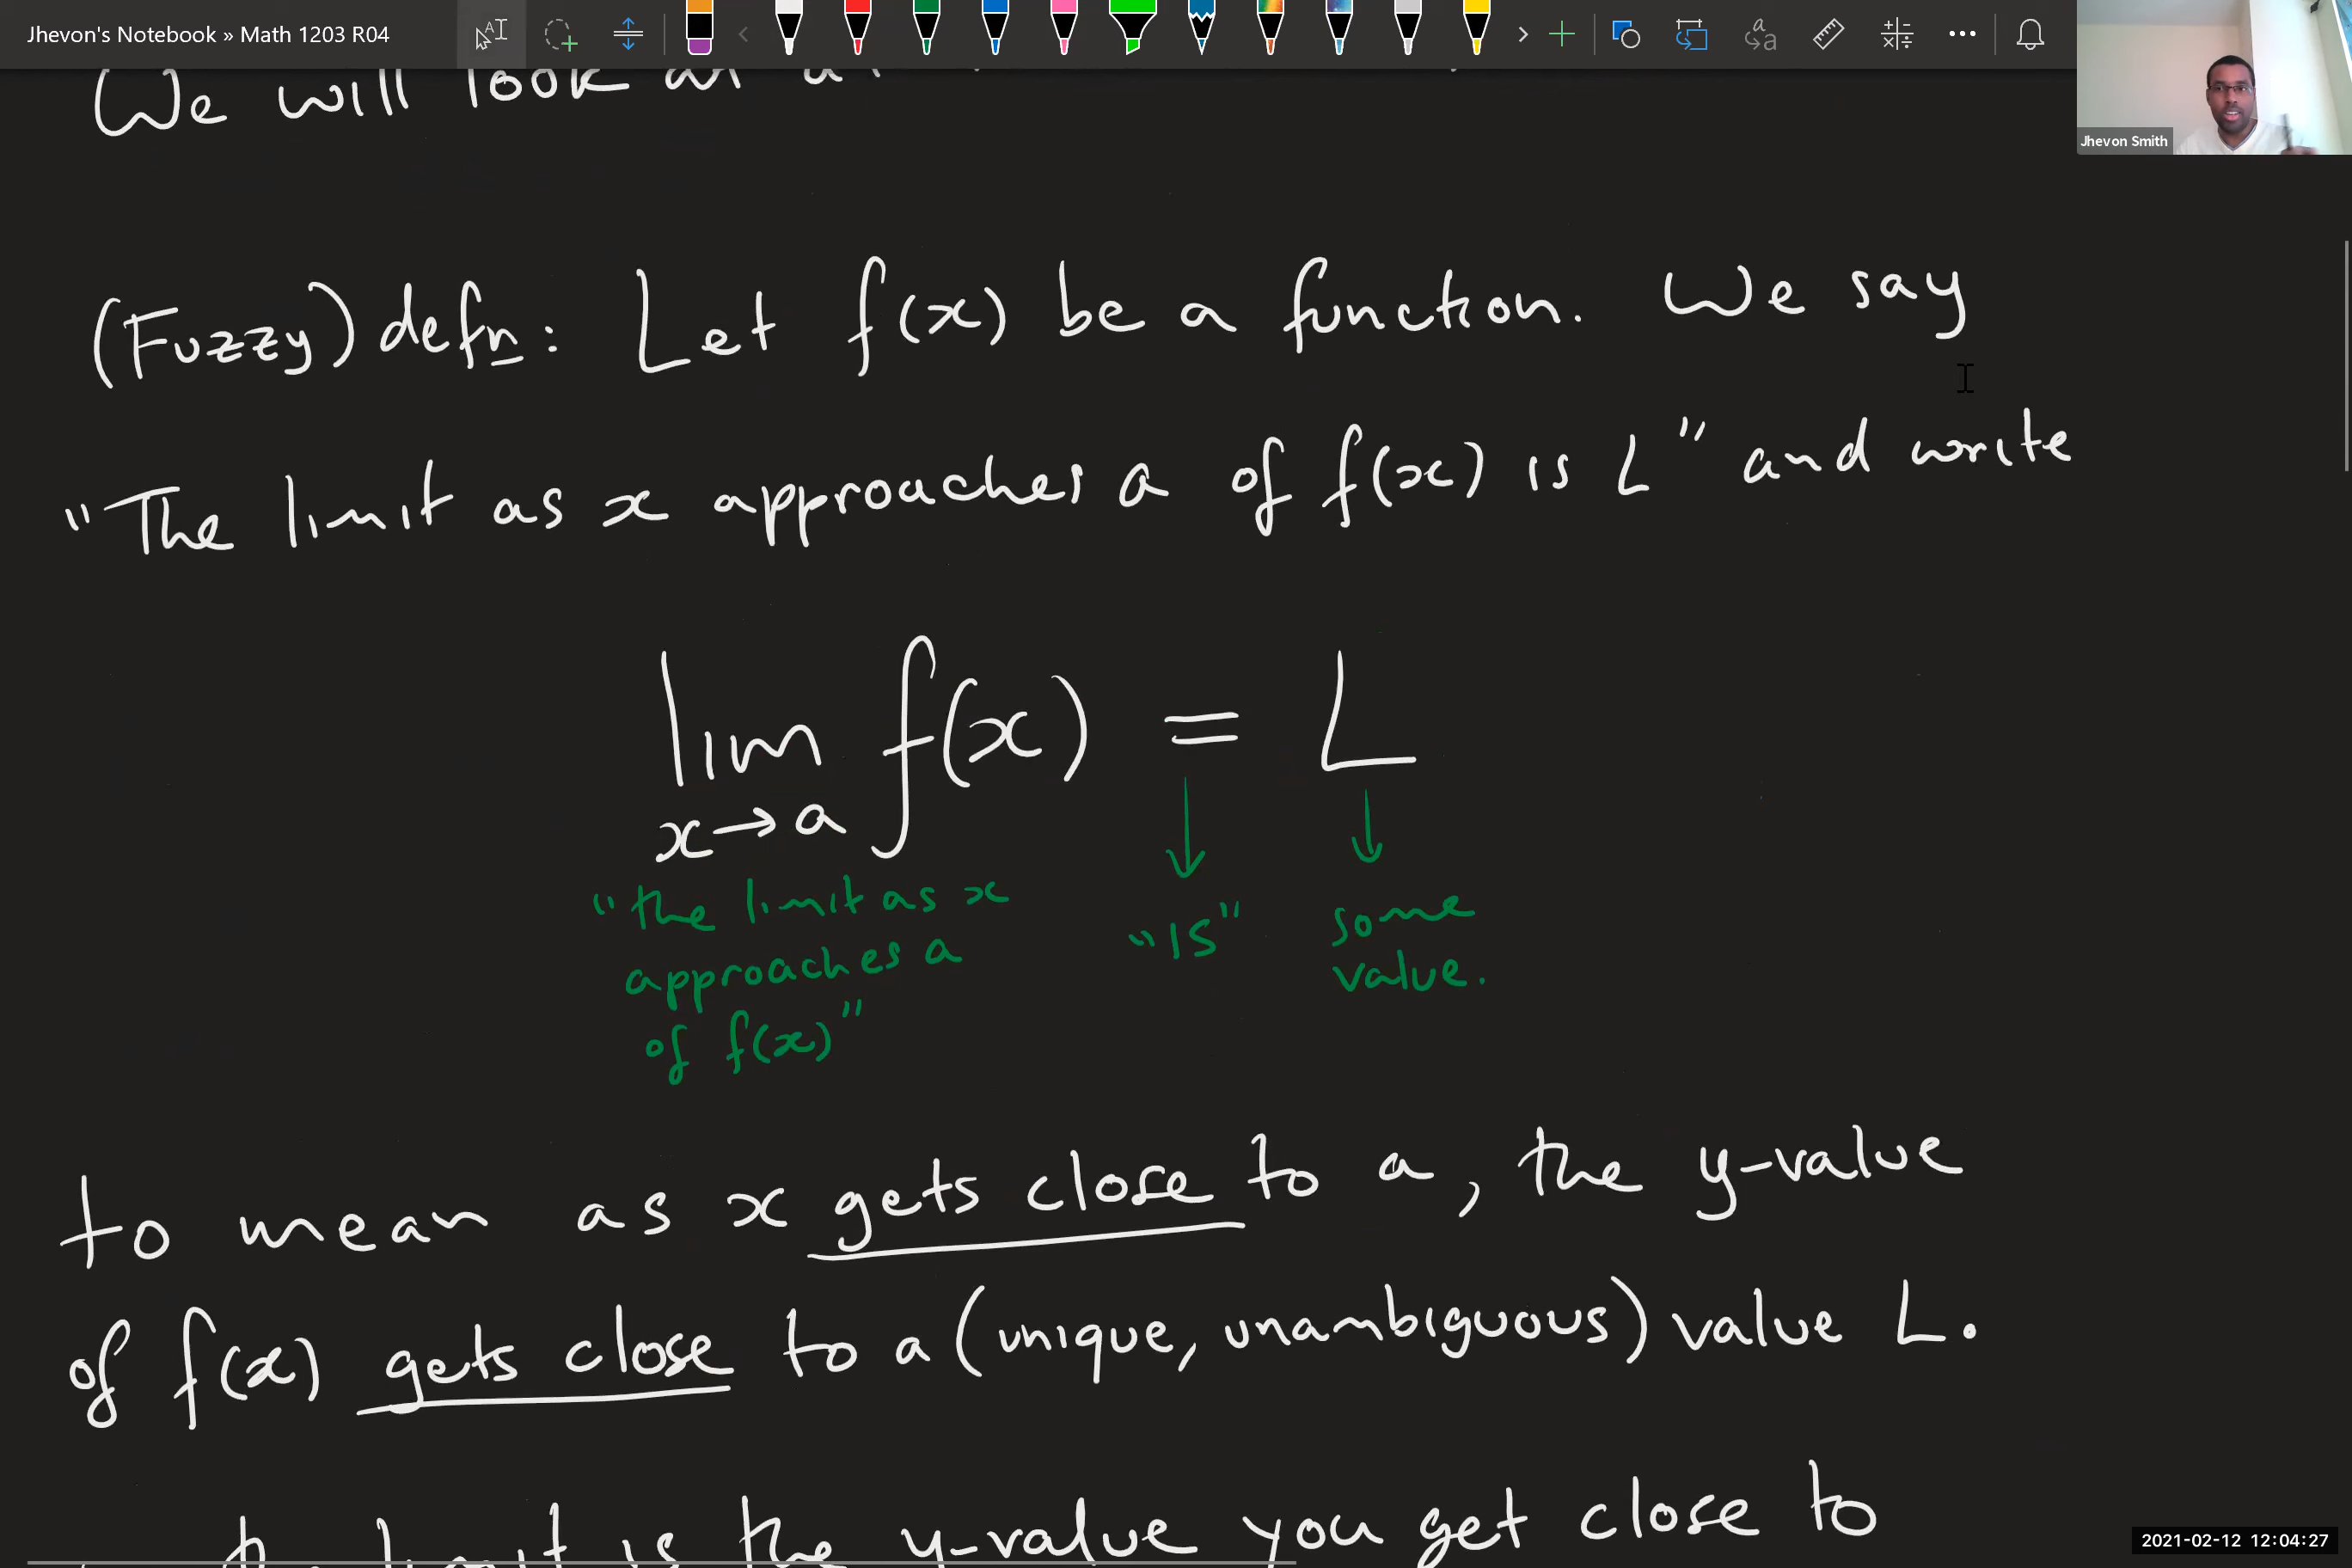 Jhevon's Notebook » Math 1203 R04
Jhevon Smith
We will look at
(Fuzzy) defn: Let f(x) be a function. We say
"The limit as x approaches a of f(x) is L" and write
lim f(x) = L
x→a
"the limit as x
approaches a
of f(x)"
"is"
some
value.
to mean as x gets close to a, the y-value
of f(x) gets close to a (unique, unambiguous) value L.
the limit is the y-value you get close to
2021-02-12 12:04:27